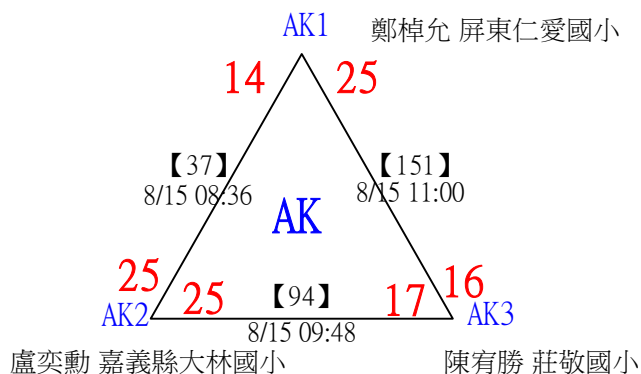 AK1 鄭棹允 屏東仁愛國小
14 25
【37】 【151】
8/15 08:36 8/15 11:00
AK
25 25 【94】 17 16
AK2 AK3
8/15 09:48
盧奕勳 嘉義縣大林國小 陳宥勝 莊敬國小